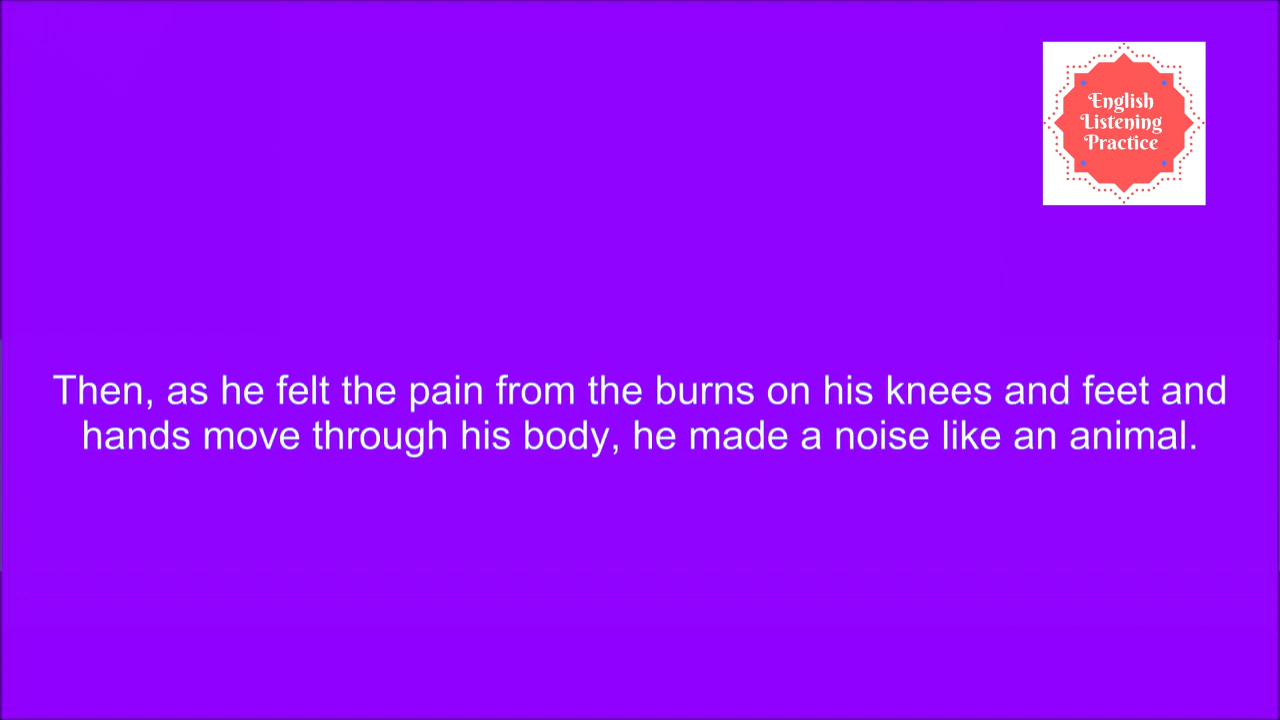 English
Listening
Practice
Then, as he felt the pain from the burns on his knees and feet and
hands move through his body, he made a noise like an animal.